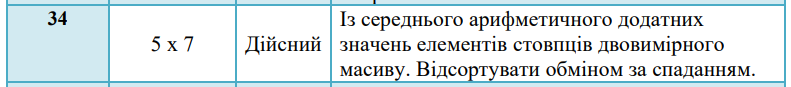 34
5 х 7
Дійсний
Із середнього арифметичного додатних
значень елементів стовпців двовимірного
масиву. Відсортувати обміном за спаданням.